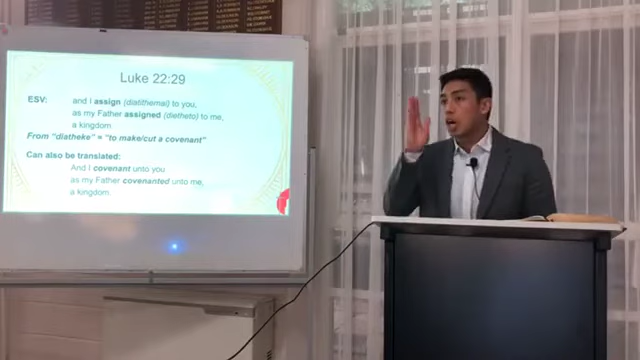 Luke 22:29
ESV: and I assign (diatithemai) to you,
as my Father assigned (dietheto) to me,
a kingdom.
From "diatheke" = "to make/cut a covenant"
Can also be translated:
And I covenant unto you
as my Father covenanted unto me,
a kingdom.